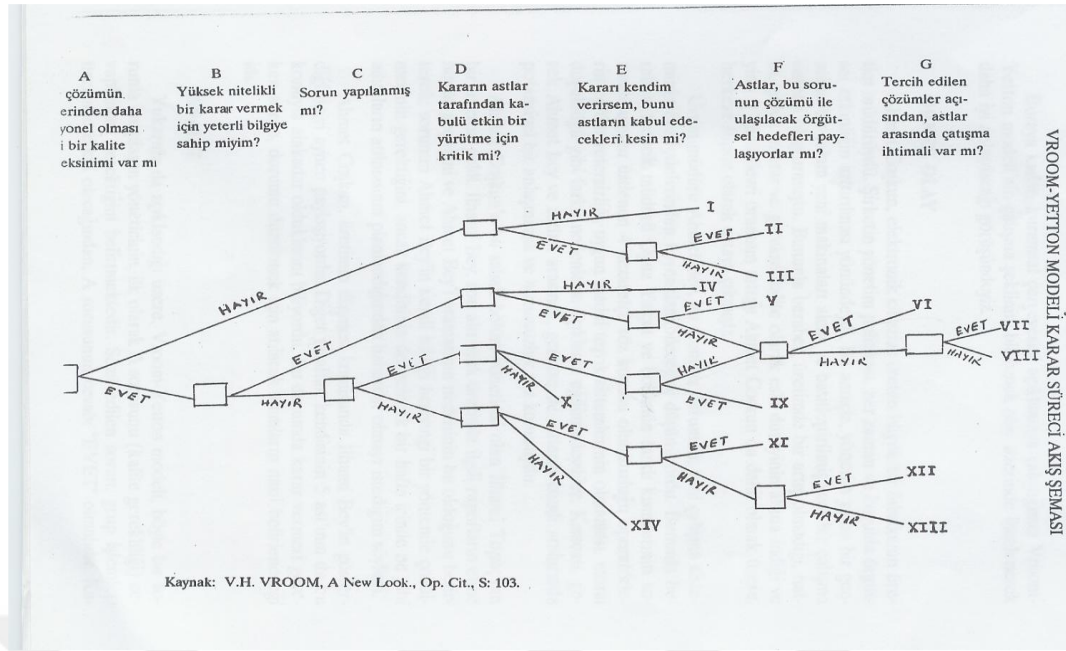 A
çözümün
erinden daha
yonel olması
i bir kalite
eksinimi var mı
B
Yüksek nitelikli
bir karar vermek
için yeterli bilgiye
sahip miyim?
C
Sorun yapılanmış
mı?
D
Kararın astlar
tarafından ka-
bulü etkin bir
yürütme için
kritik mi?
E
Kararı kendim
verirsem, bunu
astların kabul ede-
cekleri kesin mi?
F
Astlar, bu soru-
nun çözümü ile
ulaşılacak örgüt-
sel hedefleri pay-
laşıyorlar mı?
G
Tercih edilen
çözümler açı-
sından, astlar
arasında çatışma
ihtimali var mı?
VROOM-YETTON MODELİ KARAR SÜRECİ AKIŞ ŞEMASI
HAYIR
I
EVET
EVET
II
HAYIR
III
HAYIR
HAYIR
IV
EVET
EVET
V
HAYIR
EVET
VI
EVET
VII
HAYIR
HAYIR
VIII
EVET
EVET
EVET
HAYIR
EVET
IX
HAYIR
X
EVET
HAYIR
HAYIR
EVET
EVET
XI
HAYIR
EVET
XII
HAYIR
XIII
HAYIR
XIV
Kaynak: V.H. VROOM, A New Look., Op. Cit., S: 103.